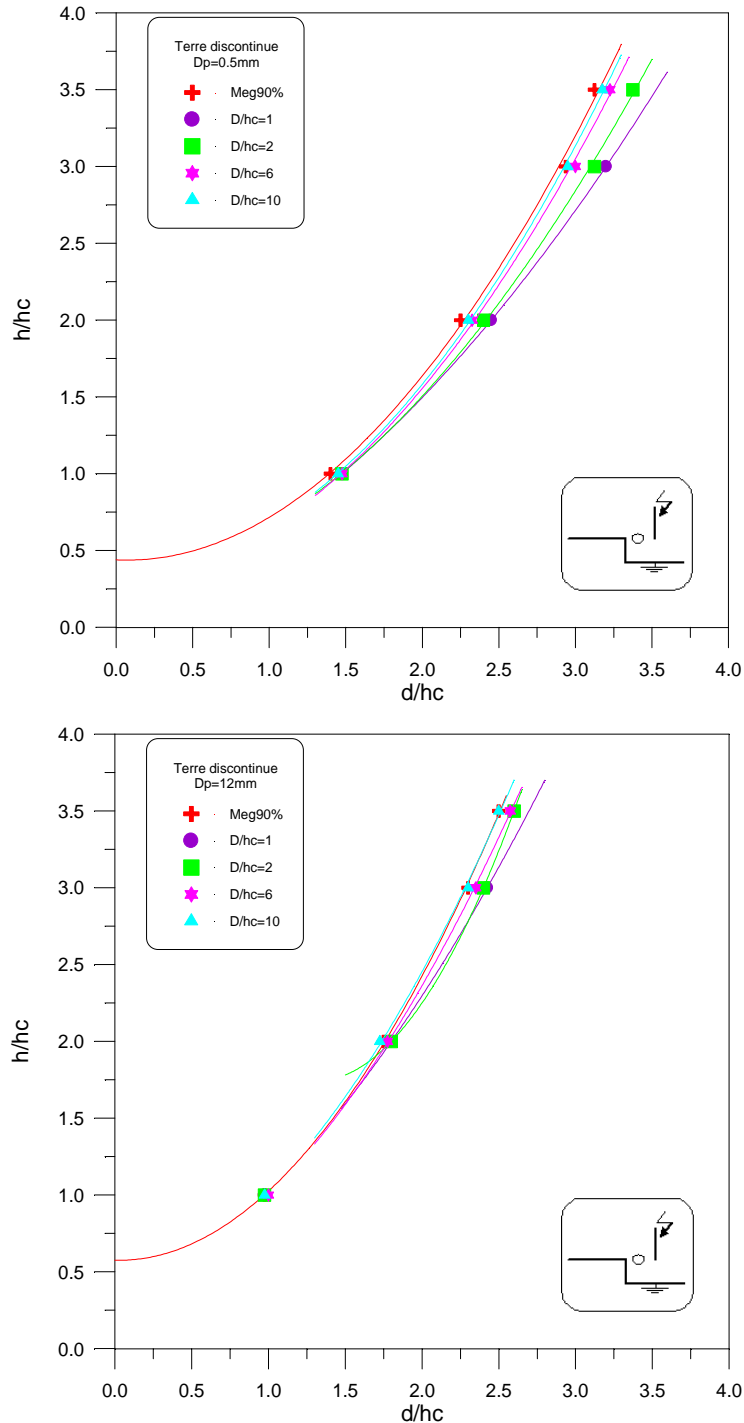 4.0
3.5
3.0
2.5
2.0
1.5
1.0
0.5
0.0
h/hc
Terre discontinue
Dp=0.5mm
Meg90%
D/hc=1
D/hc=2
D/hc=6
D/hc=10
0.0 0.5 1.0 1.5 2.0 2.5 3.0 3.5 4.0
d/hc
4.0
3.5
3.0
2.5
2.0
1.5
1.0
0.5
0.0
h/hc
Terre discontinue
Dp=12mm
Meg90%
D/hc=1
D/hc=2
D/hc=6
D/hc=10
0.0 0.5 1.0 1.5 2.0 2.5 3.0 3.5 4.0
d/hc